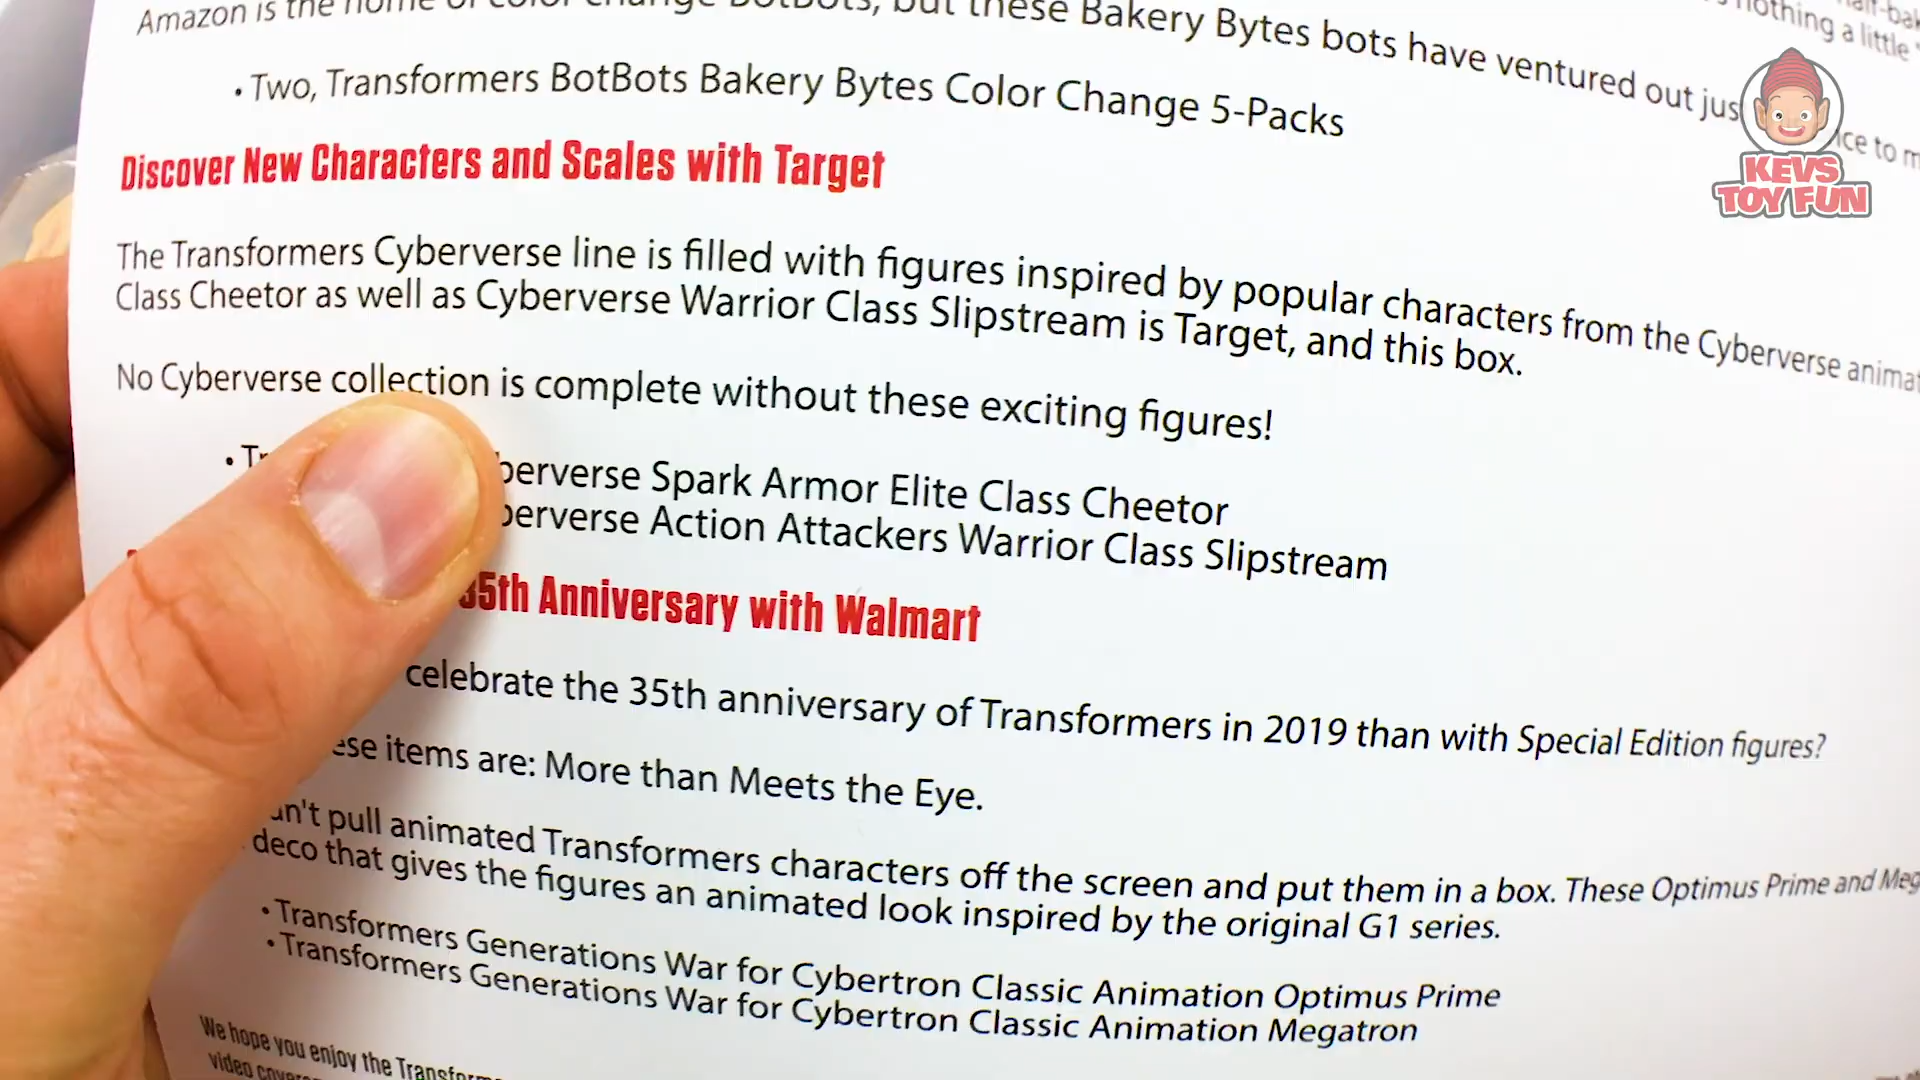 Amazon is the home of color change BotBots, but these Bakery Bytes bots have ventured out
nothing a little
• Two, Transformers BotBots Bakery Bytes Color Change 5-Packs
KEVS
TOY FUN
Discover New Characters and Scales with Target
The Transformers Cyberverse line is filled with figures inspired by popular characters from the Cyberverse
Class Cheetor as well as Cyberverse Warrior Class Slipstream is Target, and this box.
No Cyberverse collection is complete without these exciting figures!
• Spark Armor Elite Class Cheetor
Action Attackers Warrior Class Slipstream
35th Anniversary with Walmart
celebrate the 35th anniversary of Transformers in 2019 than with Special Edition figures?
items are: More than Meets the Eye.
pull animated Transformers characters off the screen and put them in a box. These Optimus Prime and
deco that gives the figures an animated look inspired by the original G1 series.
• Transformers Generations War for Cybertron Classic Animation Optimus Prime
• Transformers Generations War for Cybertron Classic Animation Megatron
We hope you enjoy the
video